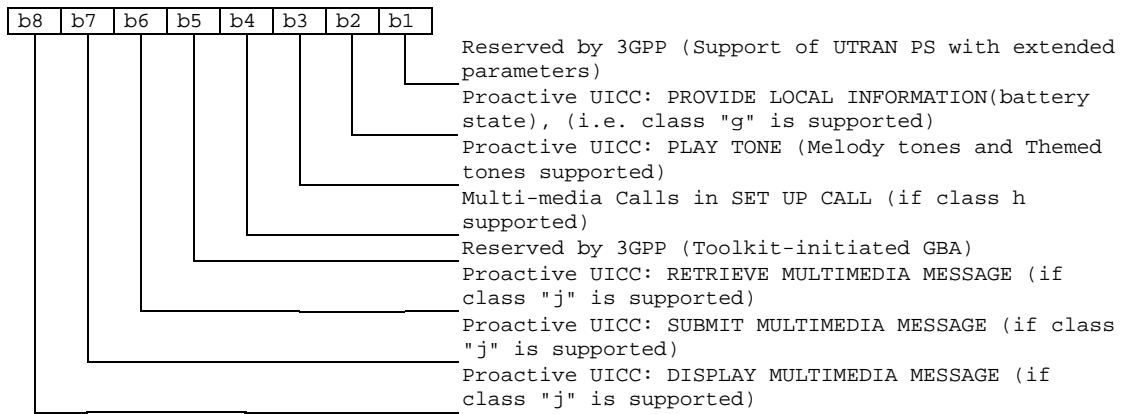 b8 b7 b6 b5 b4 b3 b2 b1
Reserved by 3GPP (Support of UTRAN PS with extended
parameters)
Proactive UICC: PROVIDE LOCAL INFORMATION(battery
state), (i.e. class "g" is supported)
Proactive UICC: PLAY TONE (Melody tones and Themed
tones supported)
Multi-media Calls in SET UP CALL (if class h
supported)
Reserved by 3GPP (Toolkit-initiated GBA)
Proactive UICC: RETRIEVE MULTIMEDIA MESSAGE (if
class "j" is supported)
Proactive UICC: SUBMIT MULTIMEDIA MESSAGE (if class
"j" is supported)
Proactive UICC: DISPLAY MULTIMEDIA MESSAGE (if
class "j" is supported)